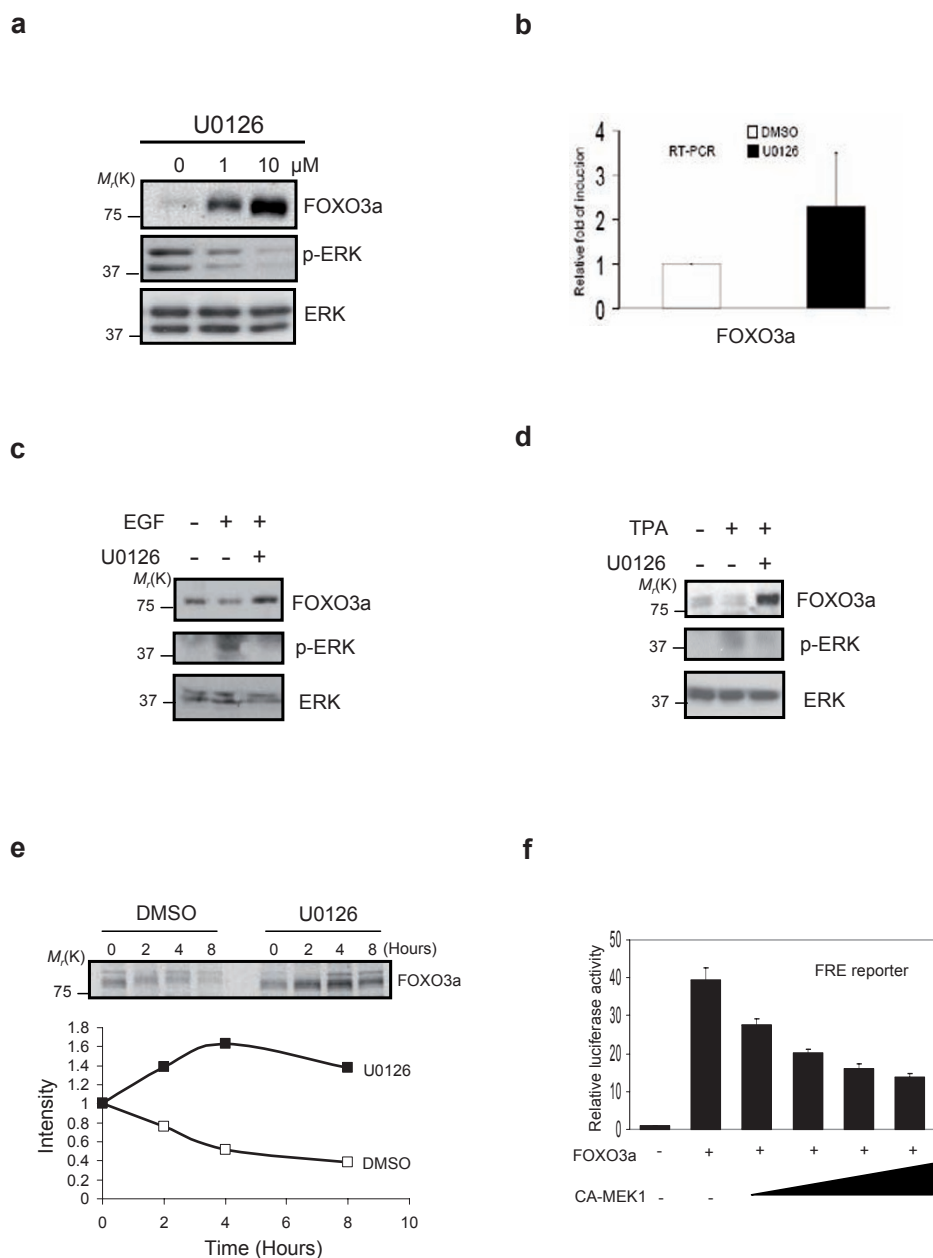 a
U0126
0 1 10 µM
Mr(K)
75
FOXO3a
37
p-ERK
37
ERK
b
4
3
2
1
0
Relative fold of induction
RT-PCR
DMSO
U0126
FOXO3a
c
EGF - + +
U0126 - - +
Mr(K)
75
FOXO3a
37
p-ERK
37
ERK
d
TPA - + +
U0126 - - +
Mr(K)
75
FOXO3a
37
p-ERK
37
ERK
e
DMSO U0126
0 2 4 8 0 2 4 8 (Hours)
Mr(K)
75
FOXO3a
1.8
1.6
1.4
1.2
1
0.8
0.6
0.4
0.2
0
Intensity
U0126
DMSO
0 2 4 6 8 10
Time (Hours)
f
50
40
30
20
10
0
Relative luciferase activity
FRE reporter
FOXO3a - + + + + +
CA-MEK1 - -